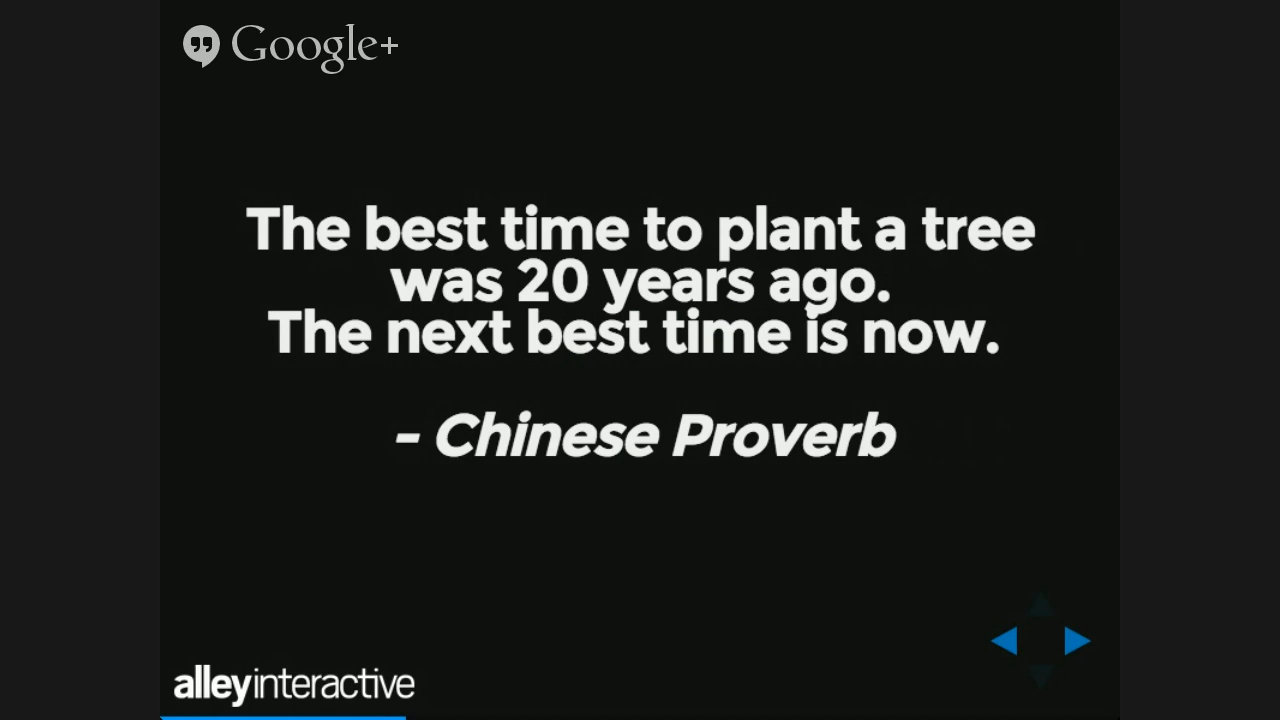 Google+
The best time to plant a tree
was 20 years ago.
The next best time is now.
- Chinese Proverb
alleyinteractive